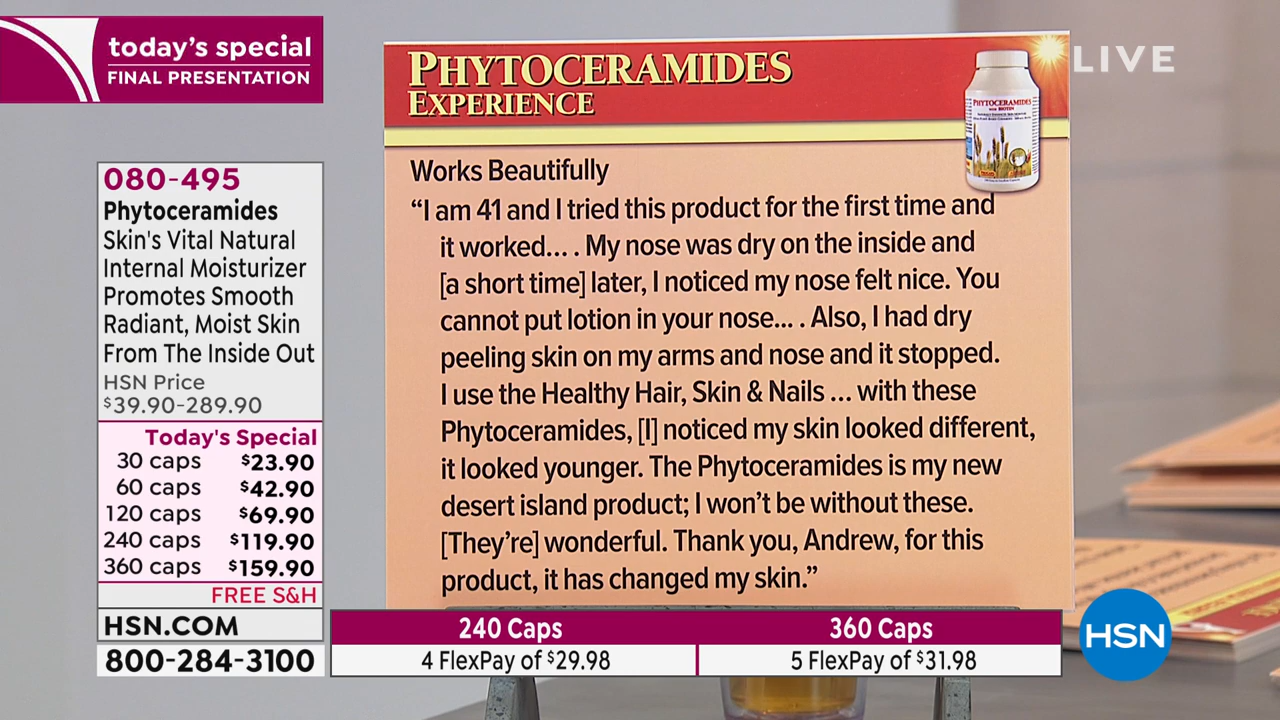 today's special
FINAL PRESENTATION
LIVE
080-495
Phytoceramides
Skin's Vital Natural
Internal Moisturizer
Promotes Smooth
Radiant, Moist Skin
From The Inside Out
HSN Price
$39.90-289.90
Today's Special
30 caps $23.90
60 caps $42.90
120 caps $69.90
240 caps $119.90
360 caps $159.90
FREE S&H
HSN.COM
800-284-3100
PHYTOCERAMIDES
EXPERIENCE
PHYTOCERAMIDES
WITH BIOTIN
Works Beautifully
“I am 41 and I tried this product for the first time and
it worked... . My nose was dry on the inside and
[a short time] later, I noticed my nose felt nice. You
cannot put lotion in your nose... . Also, I had dry
peeling skin on my arms and nose and it stopped.
I use the Healthy Hair, Skin & Nails ... with these
Phytoceramides, [I] noticed my skin looked different,
it looked younger. The Phytoceramides is my new
desert island product; I won’t be without these.
[They’re] wonderful. Thank you, Andrew, for this
product, it has changed my skin.”
240 Caps 360 Caps
4 FlexPay of $29.98 5 FlexPay of $31.98
HSN